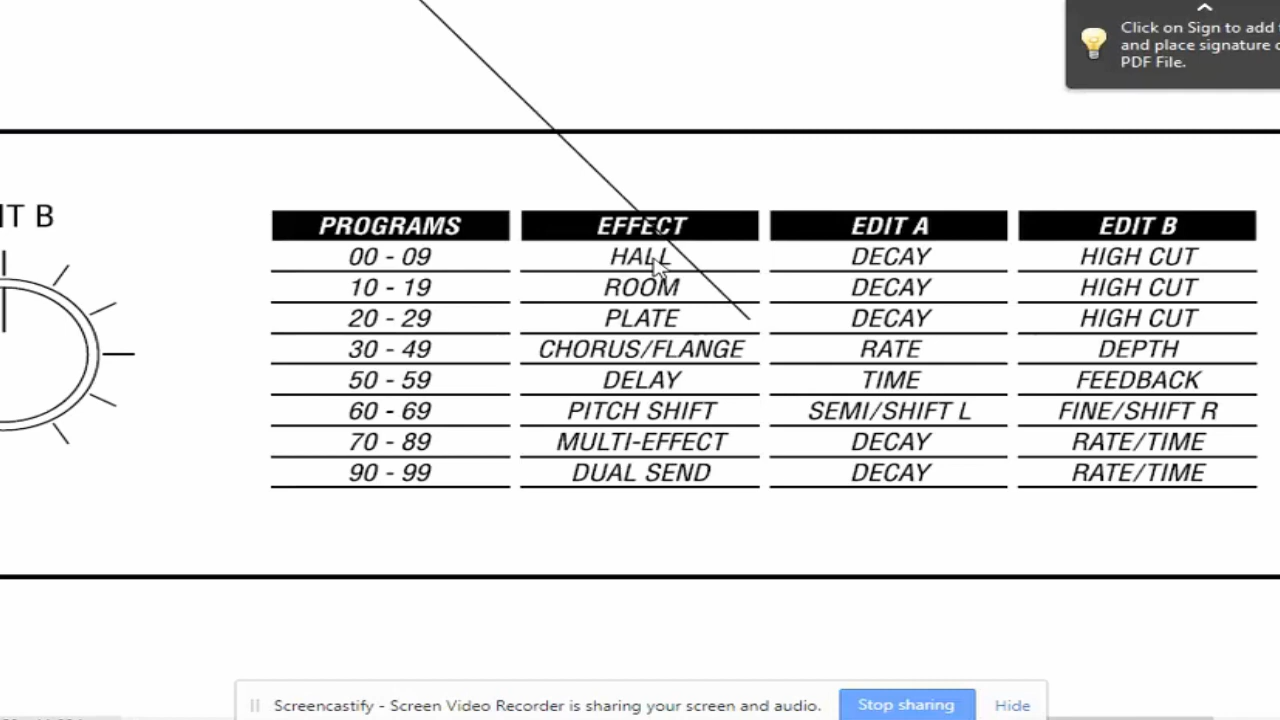 Click on Sign to add
and place signature
PDF File.
IT B
PROGRAMS EFFECT EDIT A EDIT B
00 - 09 HALL DECAY HIGH CUT
10 - 19 ROOM DECAY HIGH CUT
20 - 29 PLATE DECAY HIGH CUT
30 - 49 CHORUS/FLANGE RATE DEPTH
50 - 59 DELAY TIME FEEDBACK
60 - 69 PITCH SHIFT SEMI/SHIFT L FINE/SHIFT R
70 - 89 MULTI-EFFECT DECAY RATE/TIME
90 - 99 DUAL SEND DECAY RATE/TIME
Screencastify - Screen Video Recorder is sharing your screen and audio. Stop sharing Hide